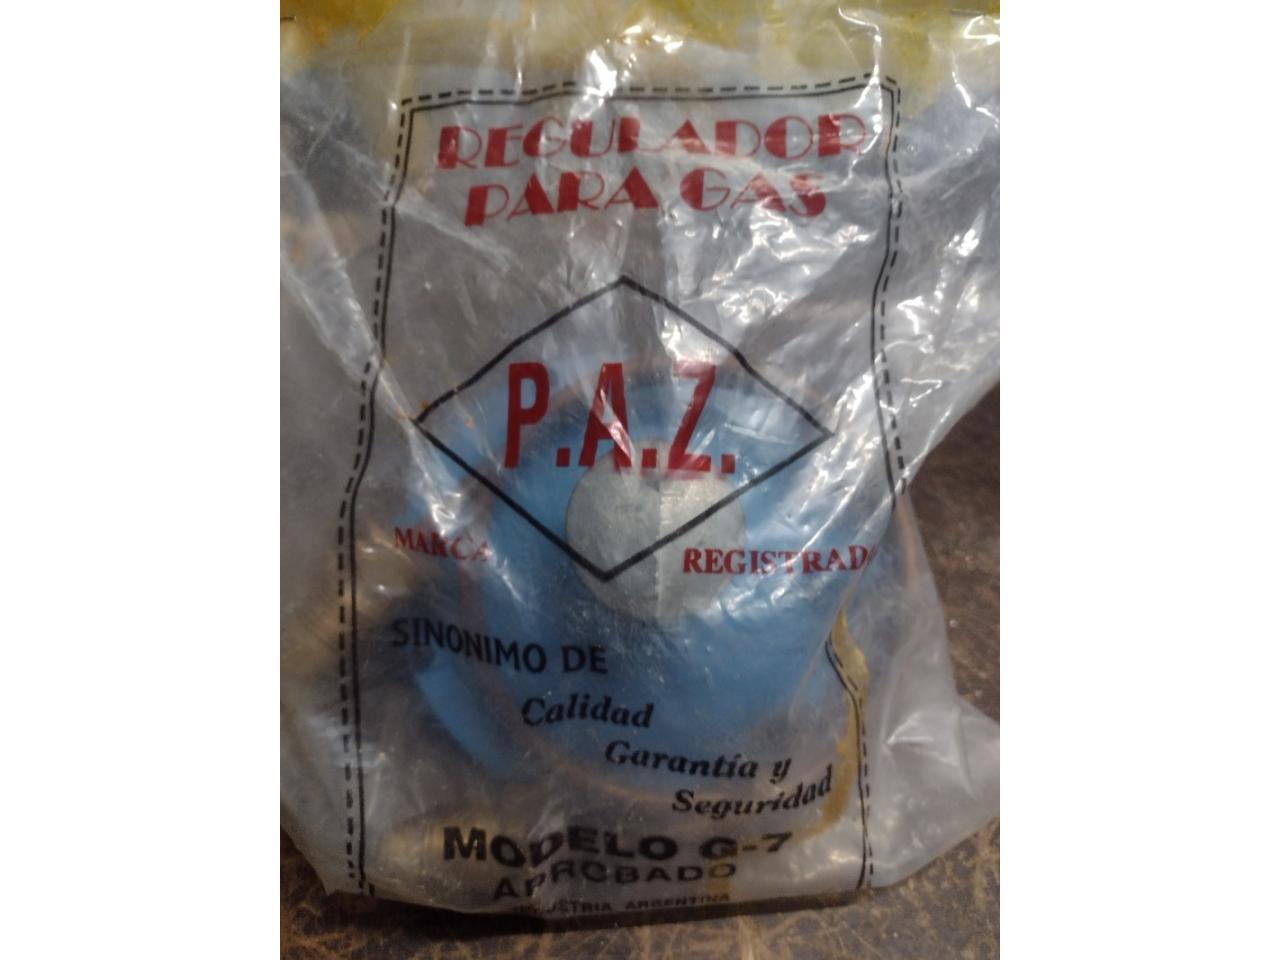 REGULADOR
PARA GAS
P.A.Z.
MARCA REGISTRADA
SINONIMO DE
Calidad
Garantía y
Seguridad
MODELO G-7
APROBADO
INDUSTRIA ARGENTINA